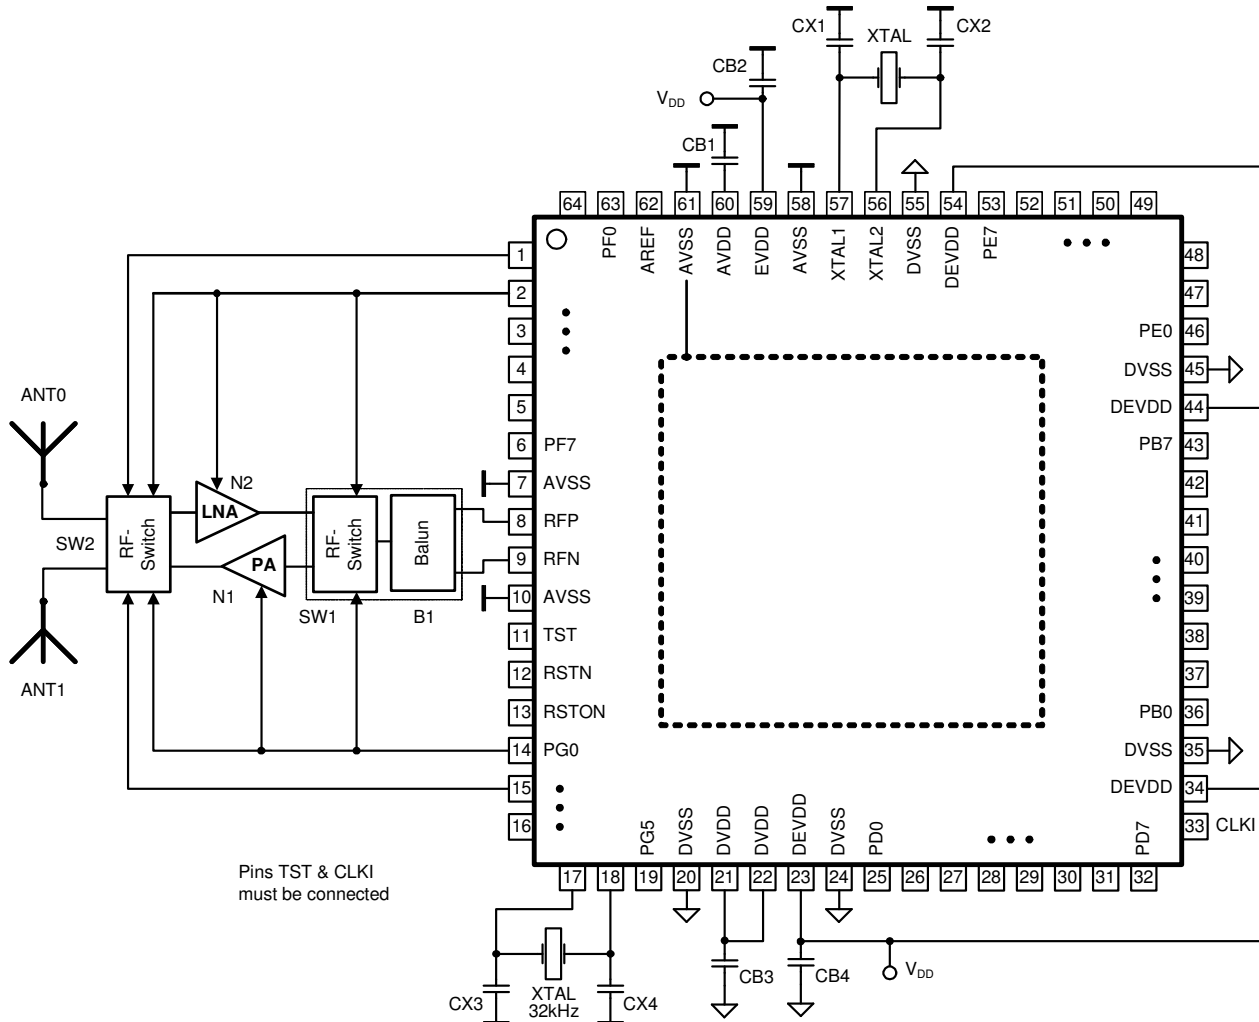 CX1
XTAL
CX2
CB2
V_DD
CB1
64
63
62
61
60
59
58
57
56
55
54
53
52
51
50
49
PF0
AREF
AVSS
AVDD
EVDD
AVSS
XTAL1
XTAL2
DVSS
DEVDD
PE7
1
2
3
4
5
6 PF7
7 AVSS
8 RFP
9 RFN
10 AVSS
11 TST
12 RSTN
13 RSTON
14 PG0
15
16
48
47
PE0 46
DVSS 45
DEVDD 44
PB7 43
42
41
40
39
38
37
PB0 36
DVSS 35
DEVDD 34
33 CLKI
ANT0
SW2
RF-
Switch
N2
LNA
PA
N1
RF-
Switch
SW1
Balun
B1
ANT1
Pins TST & CLKI
must be connected
PG5
DVSS
DVDD
DVDD
DEVDD
DVSS
PD0
PD7
17
18
19
20
21
22
23
24
25
26
27
28
29
30
31
32
CX3
XTAL
32kHz
CX4
CB3
CB4
V_DD